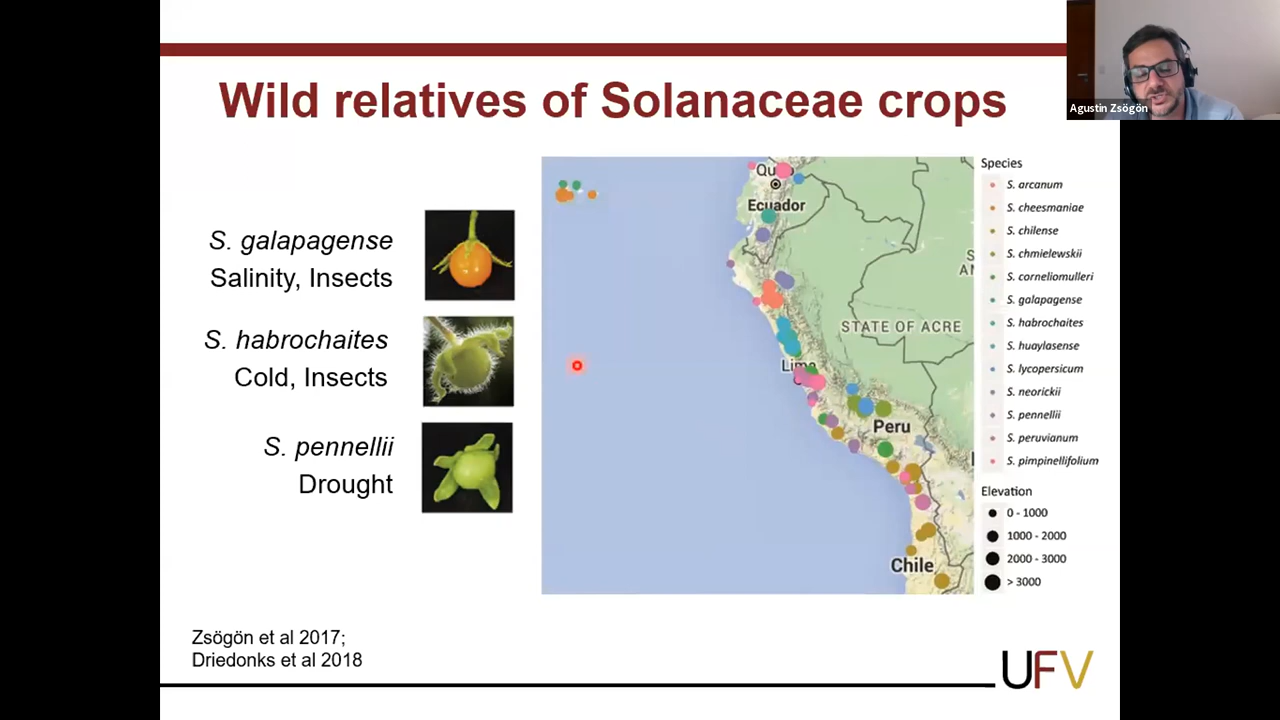 Wild relatives of Solanaceae crops
Agustin Zsögön
S. galapagense
Salinity, Insects
S. habrochaites
Cold, Insects
S. pennellii
Drought
Ecuador
STATE OF ACRE
Peru
Chile
Species
S. arcanum
S. cheesmaniae
S. chilense
S. chmielewskii
S. corneliomulleri
S. galapagense
S. habrochaites
S. huaylasense
S. lycopersicum
S. neorickii
S. pennellii
S. peruvianum
S. pimpinellifolium
Elevation
0 - 1000
1000 - 2000
2000 - 3000
> 3000
Zsögön et al 2017;
Driedonks et al 2018
UFV